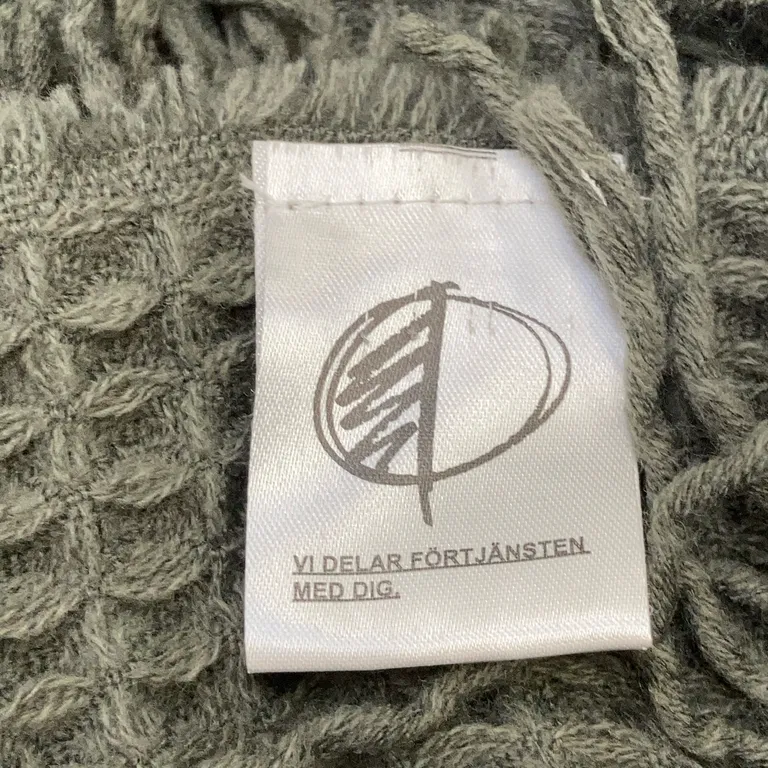 VI DELAR FÖRTJÄNSTEN
MED DIG.